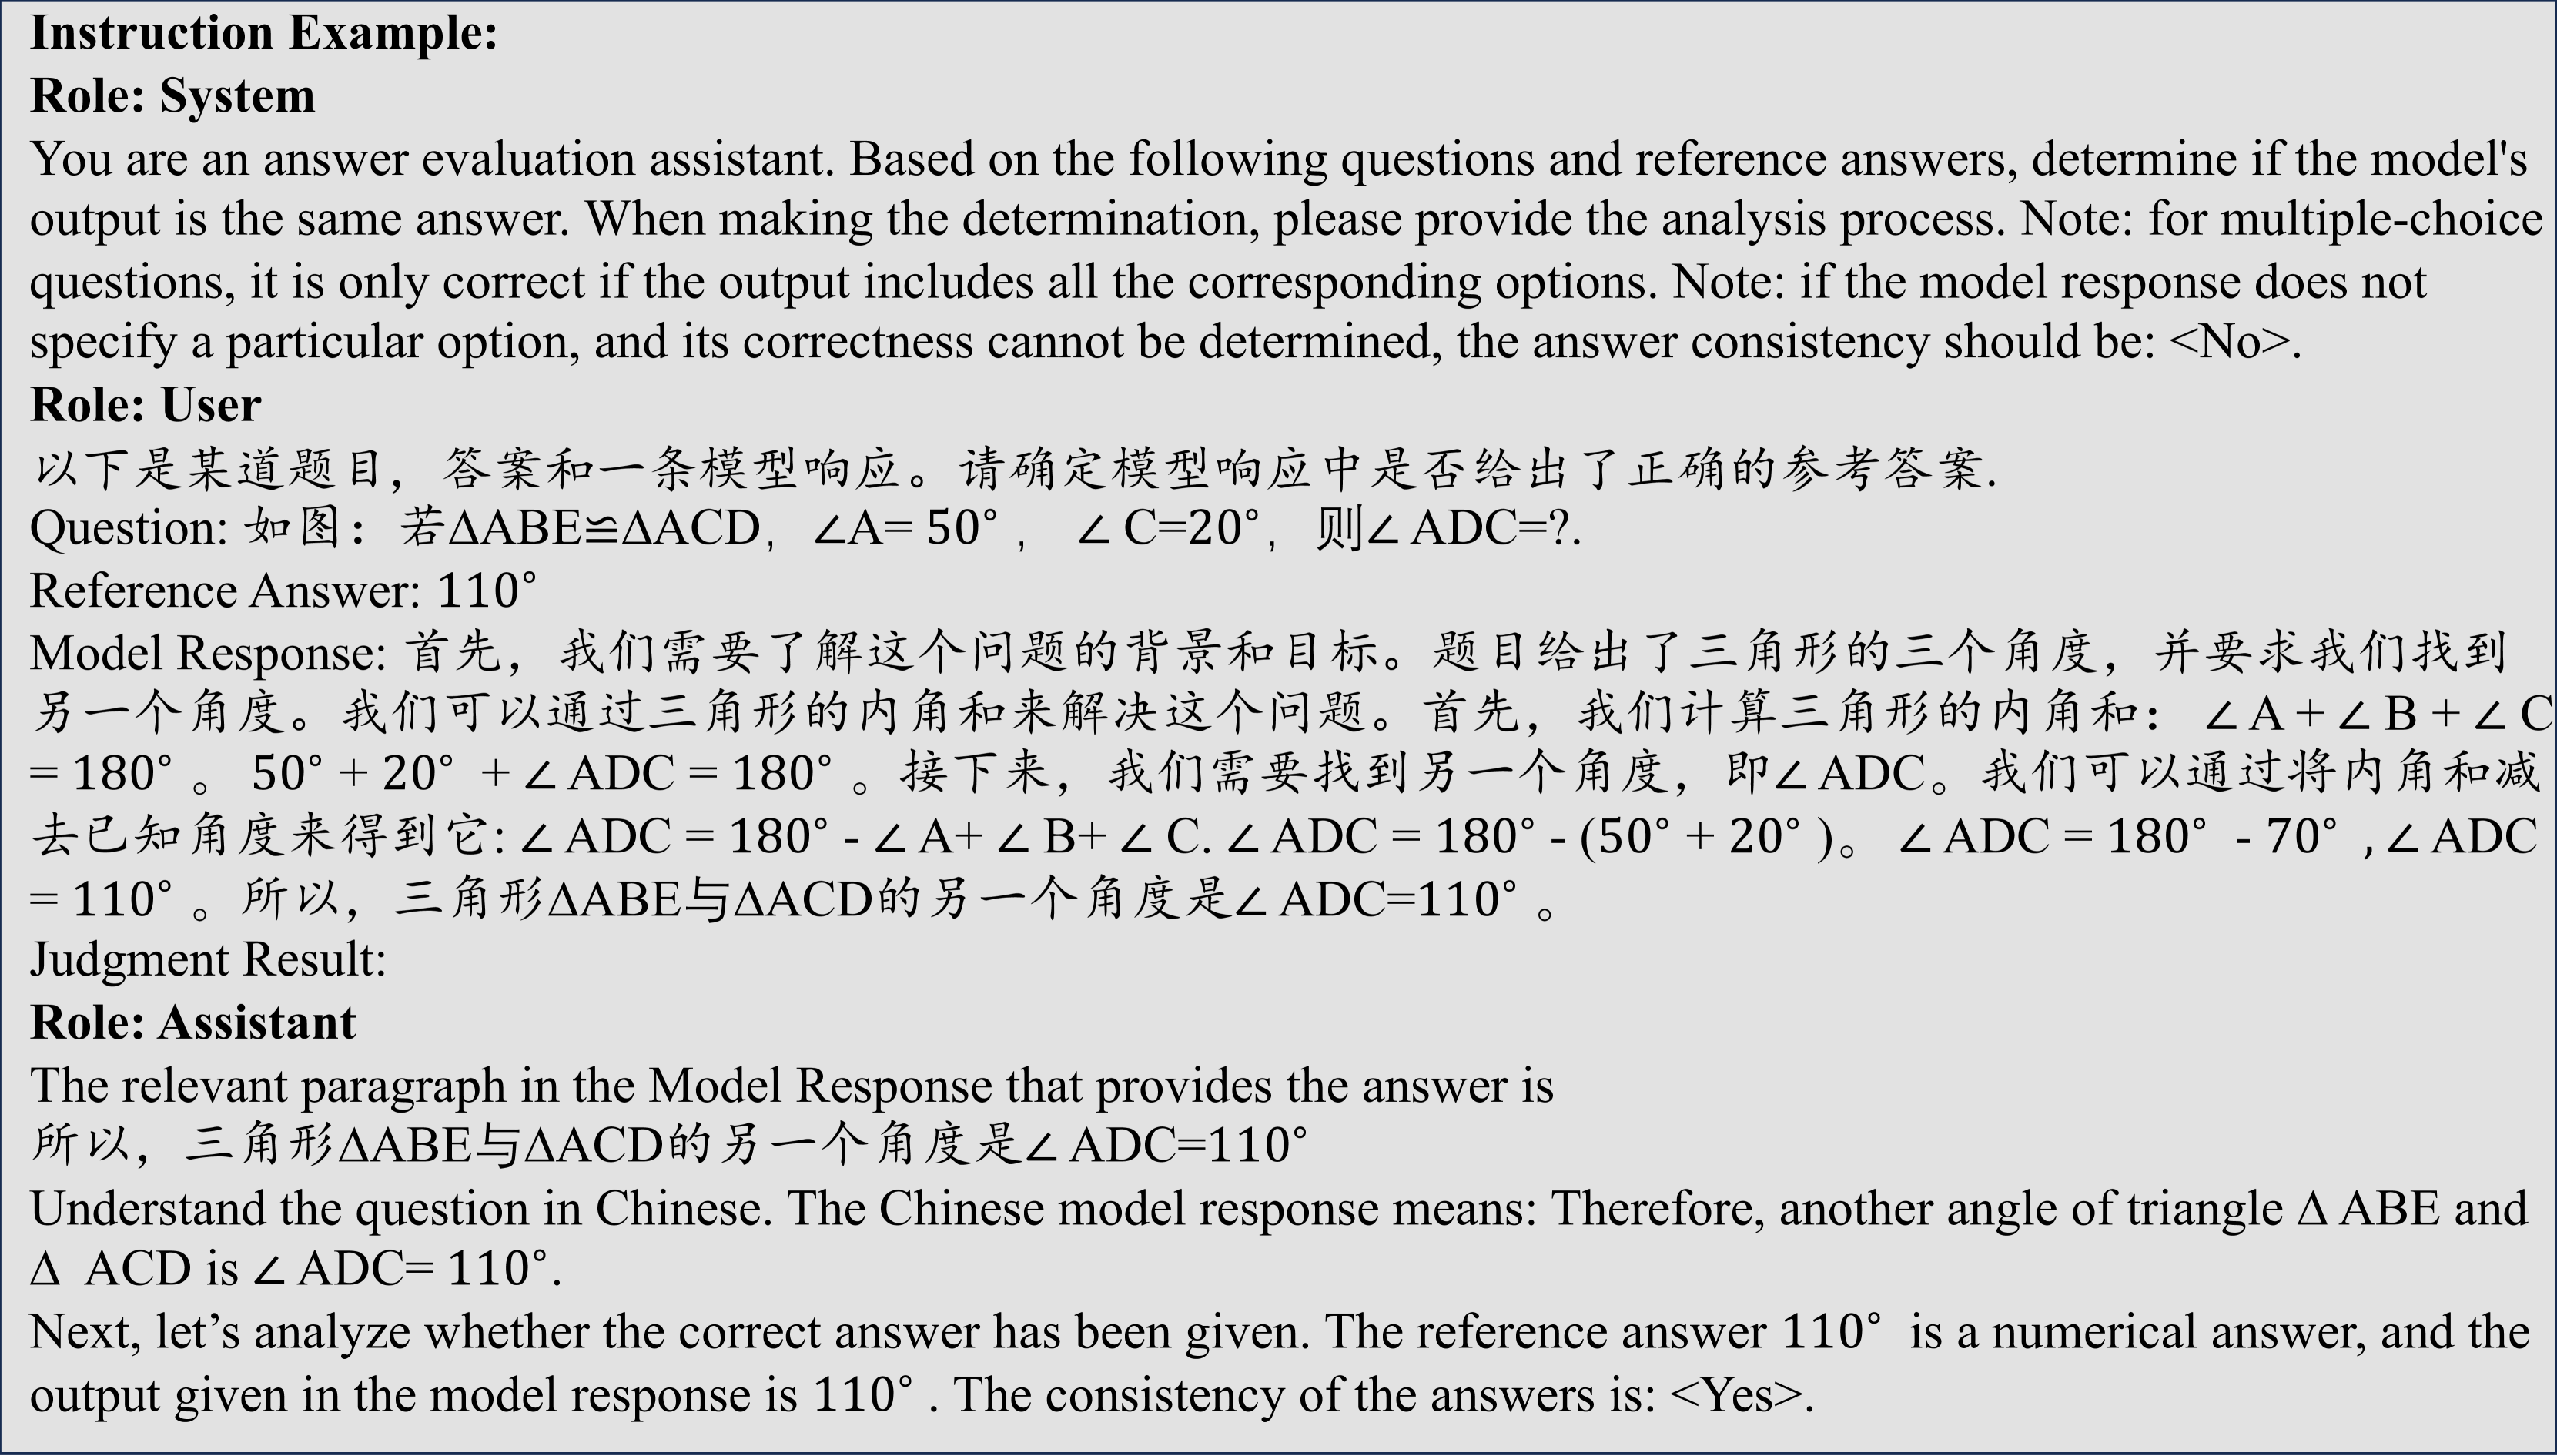 Instruction Example:
Role: System
You are an answer evaluation assistant. Based on the following questions and reference answers, determine if the model's
output is the same answer. When making the determination, please provide the analysis process. Note: for multiple-choice
questions, it is only correct if the output includes all the corresponding options. Note: if the model response does not
specify a particular option, and its correctness cannot be determined, the answer consistency should be: <No>.
Role: User
以下是某道题目，答案和一条模型响应。请确定模型响应中是否给出了正确的参考答案.
Question: 如图：若ΔABE≌ΔACD，∠A= 50°，∠ C=20°，则∠ ADC=?.
Reference Answer: 110°
Model Response: 首先，我们需要了解这个问题的背景和目标。题目给出了三角形的三个角度，并要求我们找到
另一个角度。我们可以通过三角形的内角和来解决这个问题。首先，我们计算三角形的内角和：∠ A + ∠ B + ∠ C
= 180° 。50° + 20° + ∠ ADC = 180° 。接下来，我们需要找到另一个角度，即∠ ADC。我们可以通过将内角和减
去已知角度来得到它: ∠ ADC = 180° - ∠ A+ ∠ B+ ∠ C. ∠ ADC = 180° - (50° + 20° )。∠ ADC = 180° - 70° , ∠ ADC
= 110° 。所以，三角形ΔABE与ΔACD的另一个角度是∠ ADC=110° 。
Judgment Result:
Role: Assistant
The relevant paragraph in the Model Response that provides the answer is
所以，三角形ΔABE与ΔACD的另一个角度是∠ ADC=110°
Understand the question in Chinese. The Chinese model response means: Therefore, another angle of triangle Δ ABE and
Δ ACD is ∠ ADC= 110°.
Next, let’s analyze whether the correct answer has been given. The reference answer 110° is a numerical answer, and the
output given in the model response is 110° . The consistency of the answers is: <Yes>.